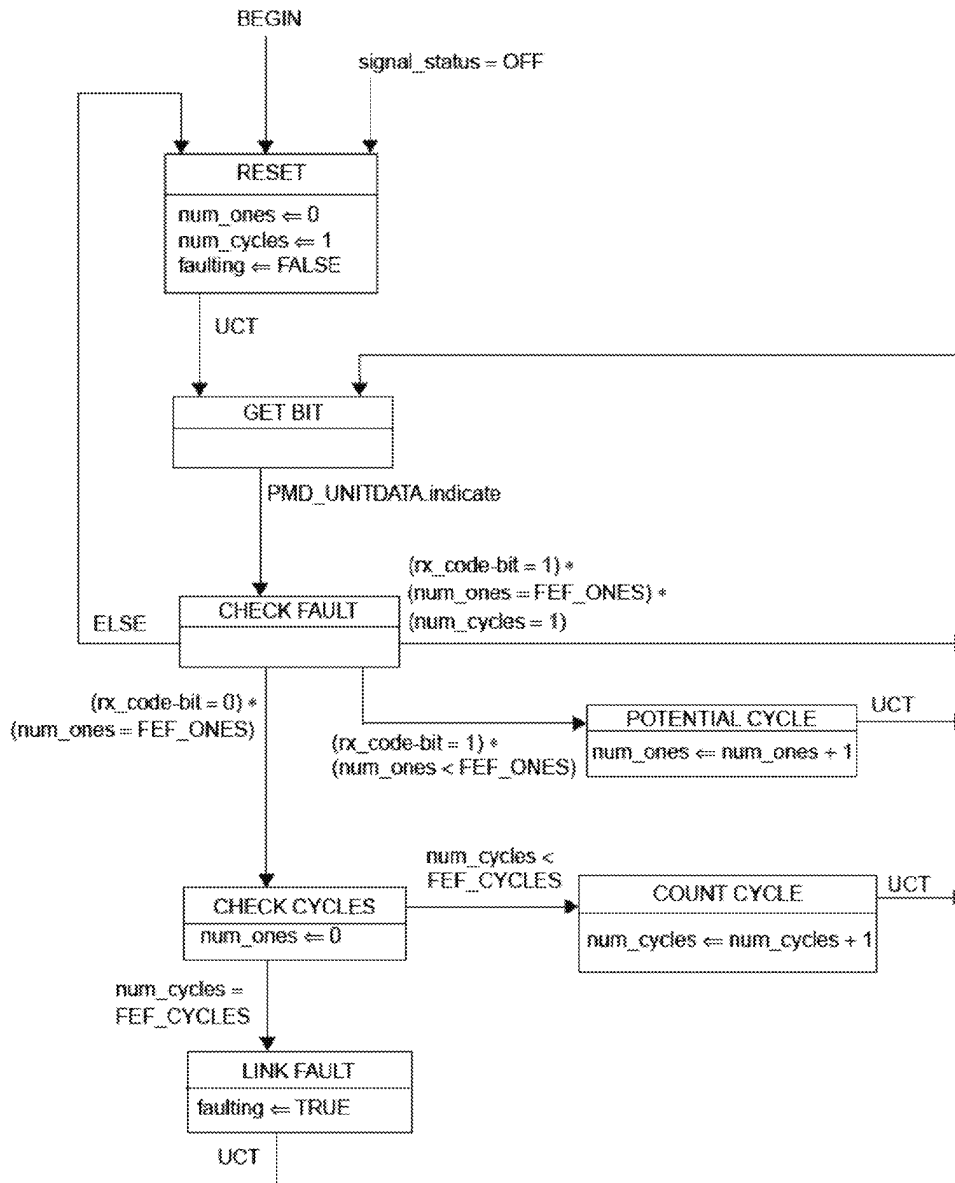 BEGIN
signal_status = OFF
RESET
num_ones ⇐ 0
num_cycles ⇐ 1
faulting ⇐ FALSE
UCT
GET BIT
PMD_UNITDATA.indicate
(rx_code-bit = 1) *
(num_ones = FEF_ONES) *
(num_cycles = 1)
CHECK FAULT
ELSE
(rx_code-bit = 0) *
(num_ones = FEF_ONES)
(rx_code-bit = 1) *
(num_ones < FEF_ONES)
POTENTIAL CYCLE
num_ones ⇐ num_ones + 1
UCT
CHECK CYCLES
num_ones ⇐ 0
num_cycles <
FEF_CYCLES
COUNT CYCLE
num_cycles ⇐ num_cycles + 1
UCT
num_cycles =
FEF_CYCLES
LINK FAULT
faulting ⇐ TRUE
UCT